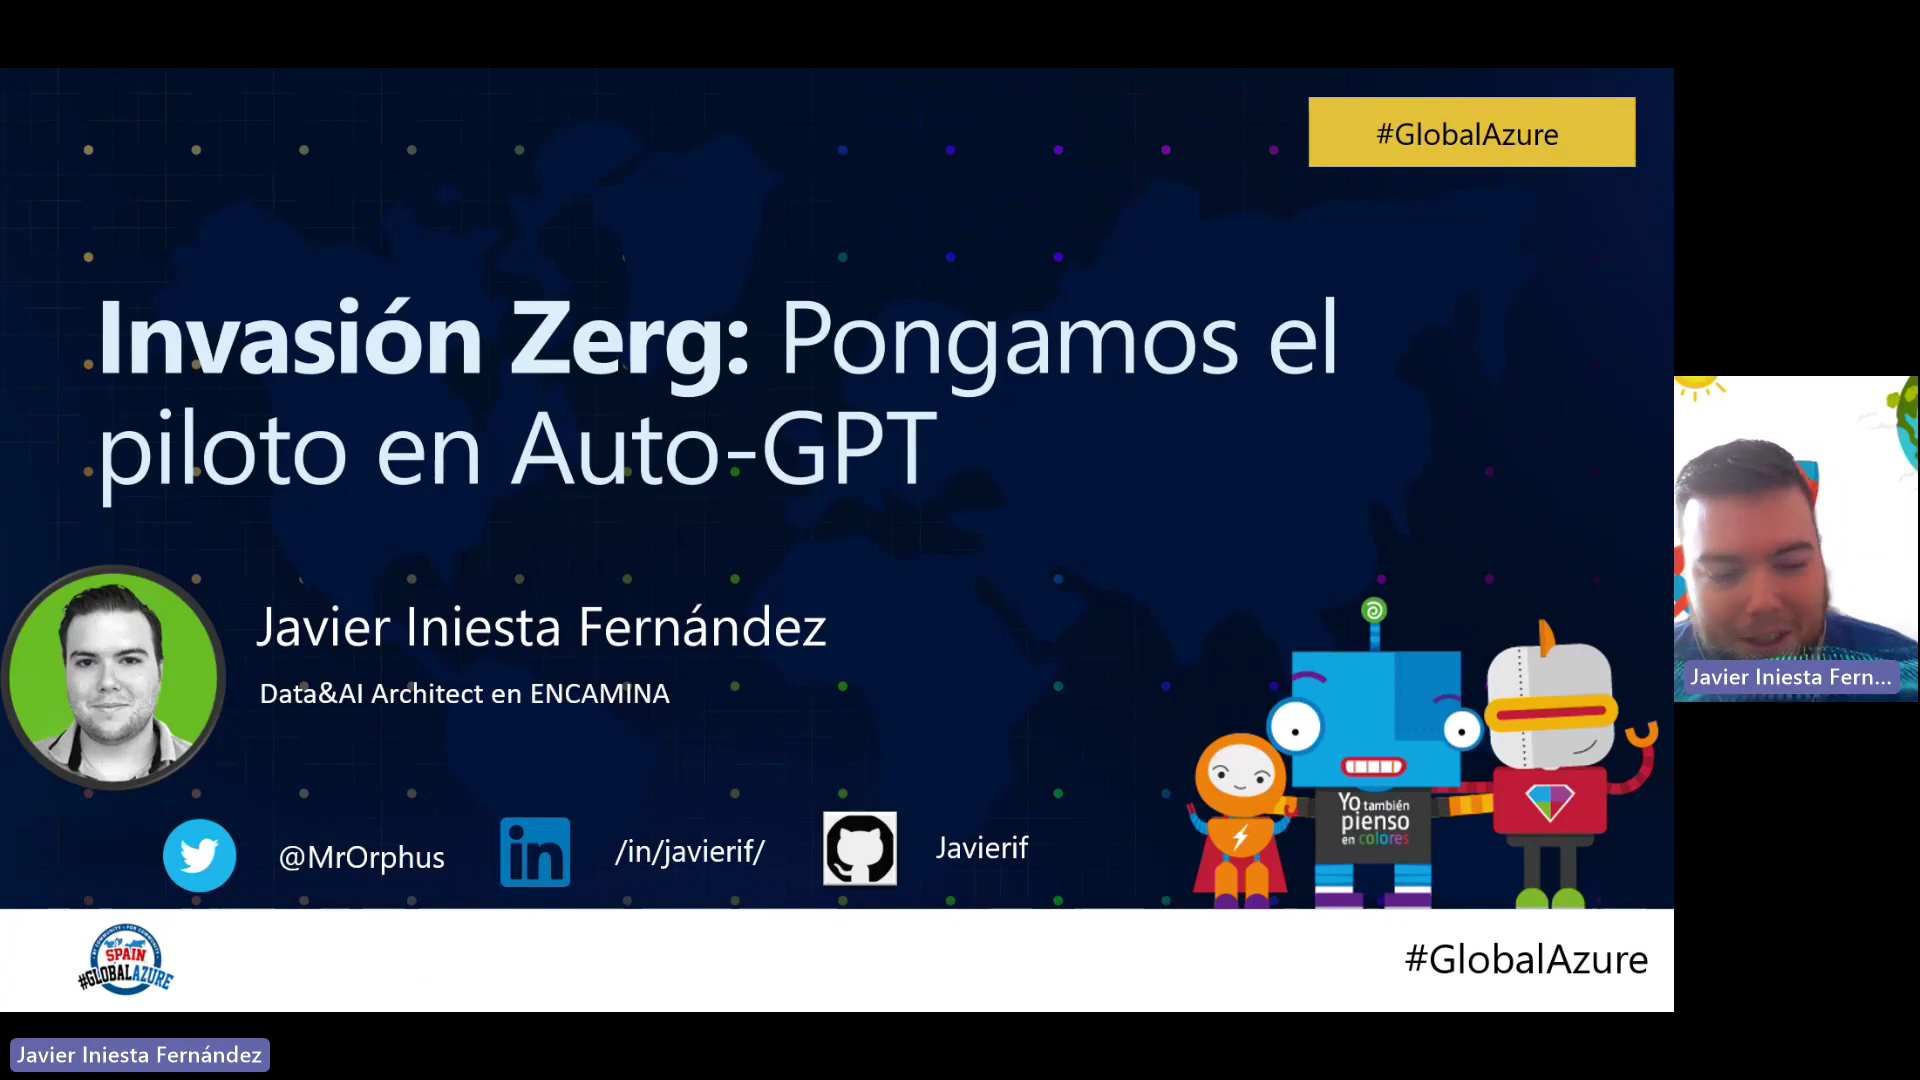 #GlobalAzure
Invasión Zerg: Pongamos el
piloto en Auto-GPT
Javier Iniesta Fernández
Data&AI Architect en ENCAMINA
@MrOrphus
in
/in/javierif/
Javierif
Yo también
pienso
en colores
SPAIN
#GLOBALAZURE
#GlobalAzure
Javier Iniesta Fern...
Javier Iniesta Fernández